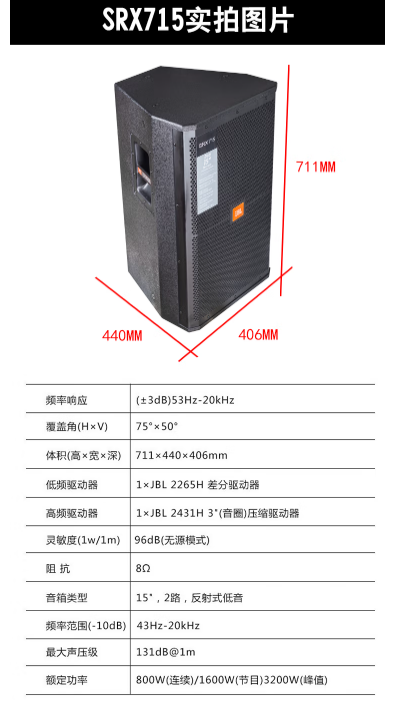 SRX715实拍图片
SRX715
JBL
711MM
440MM
406MM
频率响应 (±3dB)53Hz-20kHz
覆盖角(H×V) 75°×50°
体积(高×宽×深) 711×440×406mm
低频驱动器 1×JBL 2265H 差分驱动器
高频驱动器 1×JBL 2431H 3"(音圈)压缩驱动器
灵敏度(1w/1m) 96dB(无源模式)
阻 抗 8Ω
音箱类型 15"，2路，反射式低音
频率范围(-10dB) 43Hz-20kHz
最大声压级 131dB@1m
额定功率 800W(连续)/1600W(节目)3200W(峰值)